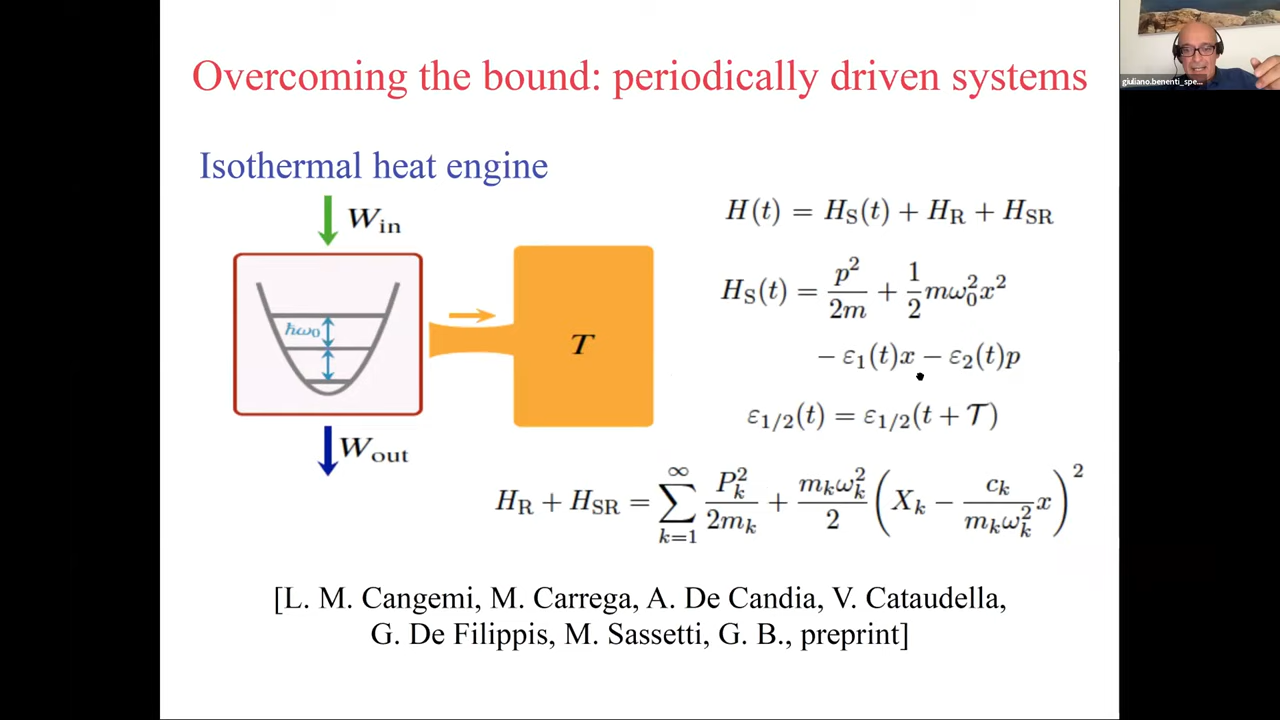 Overcoming the bound: periodically driven systems
giuliano.benenti_spe...
Isothermal heat engine
W_in
ħω₀
T
W_out
H(t) = H_S(t) + H_R + H_SR
H_S(t) = p²/2m + 1/2 mω₀²x²
− ε₁(t)x − ε₂(t)p
ε_{1/2}(t) = ε_{1/2}(t + 𝒯)
H_R + H_SR = ∑_{k=1}^{∞} P_k²/2m_k + m_kω_k²/2 (X_k − c_k/m_kω_k² x)²
[L. M. Cangemi, M. Carrega, A. De Candia, V. Cataudella,
G. De Filippis, M. Sassetti, G. B., preprint]